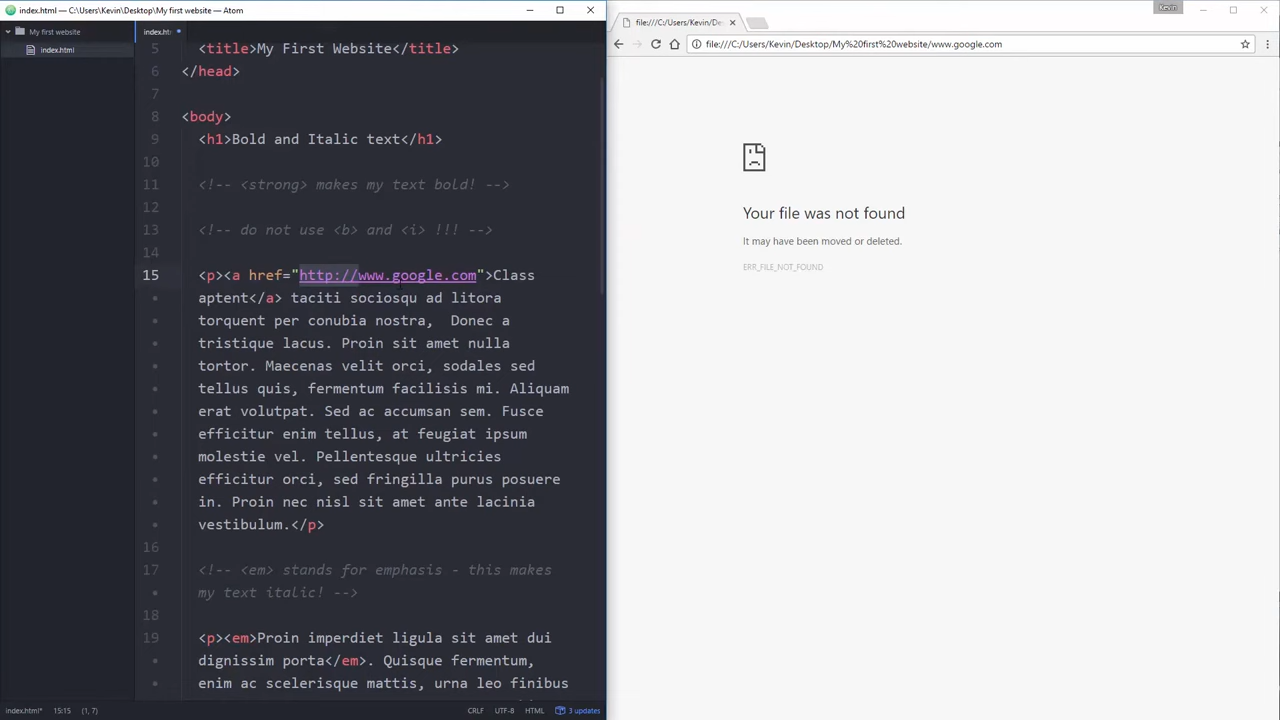 index.html — C:\Users\Kevin\Desktop\My first website — Atom
My first website
index.html
index.ht
5 <title>My First Website</title>
6 </head>
7
8 <body>
9 <h1>Bold and Italic text</h1>
10
11 <!-- <strong> makes my text bold! -->
12
13 <!-- do not use <b> and <i> !!! -->
14
15 <p><a href="http://www.google.com">Class
aptent</a> taciti sociosqu ad litora
torquent per conubia nostra,  Donec a
tristique lacus. Proin sit amet nulla
tortor. Maecenas velit orci, sodales sed
tellus quis, fermentum facilisis mi. Aliquam
erat volutpat. Sed ac accumsan sem. Fusce
efficitur enim tellus, at feugiat ipsum
molestie vel. Pellentesque ultricies
efficitur orci, sed fringilla purus posuere
in. Proin nec nisl sit amet ante lacinia
vestibulum.</p>
16
17 <!-- <em> stands for emphasis - this makes
my text italic! -->
18
19 <p><em>Proin imperdiet ligula sit amet dui
dignissim porta</em>. Quisque fermentum,
enim ac scelerisque mattis, urna leo finibus
index.html* 15:15 (1, 7) CRLF UTF-8 HTML 3 updates
Kevin
file:///C:/Users/Kevin/De
file:///C:/Users/Kevin/Desktop/My%20first%20website/www.google.com
Your file was not found
It may have been moved or deleted.
ERR_FILE_NOT_FOUND